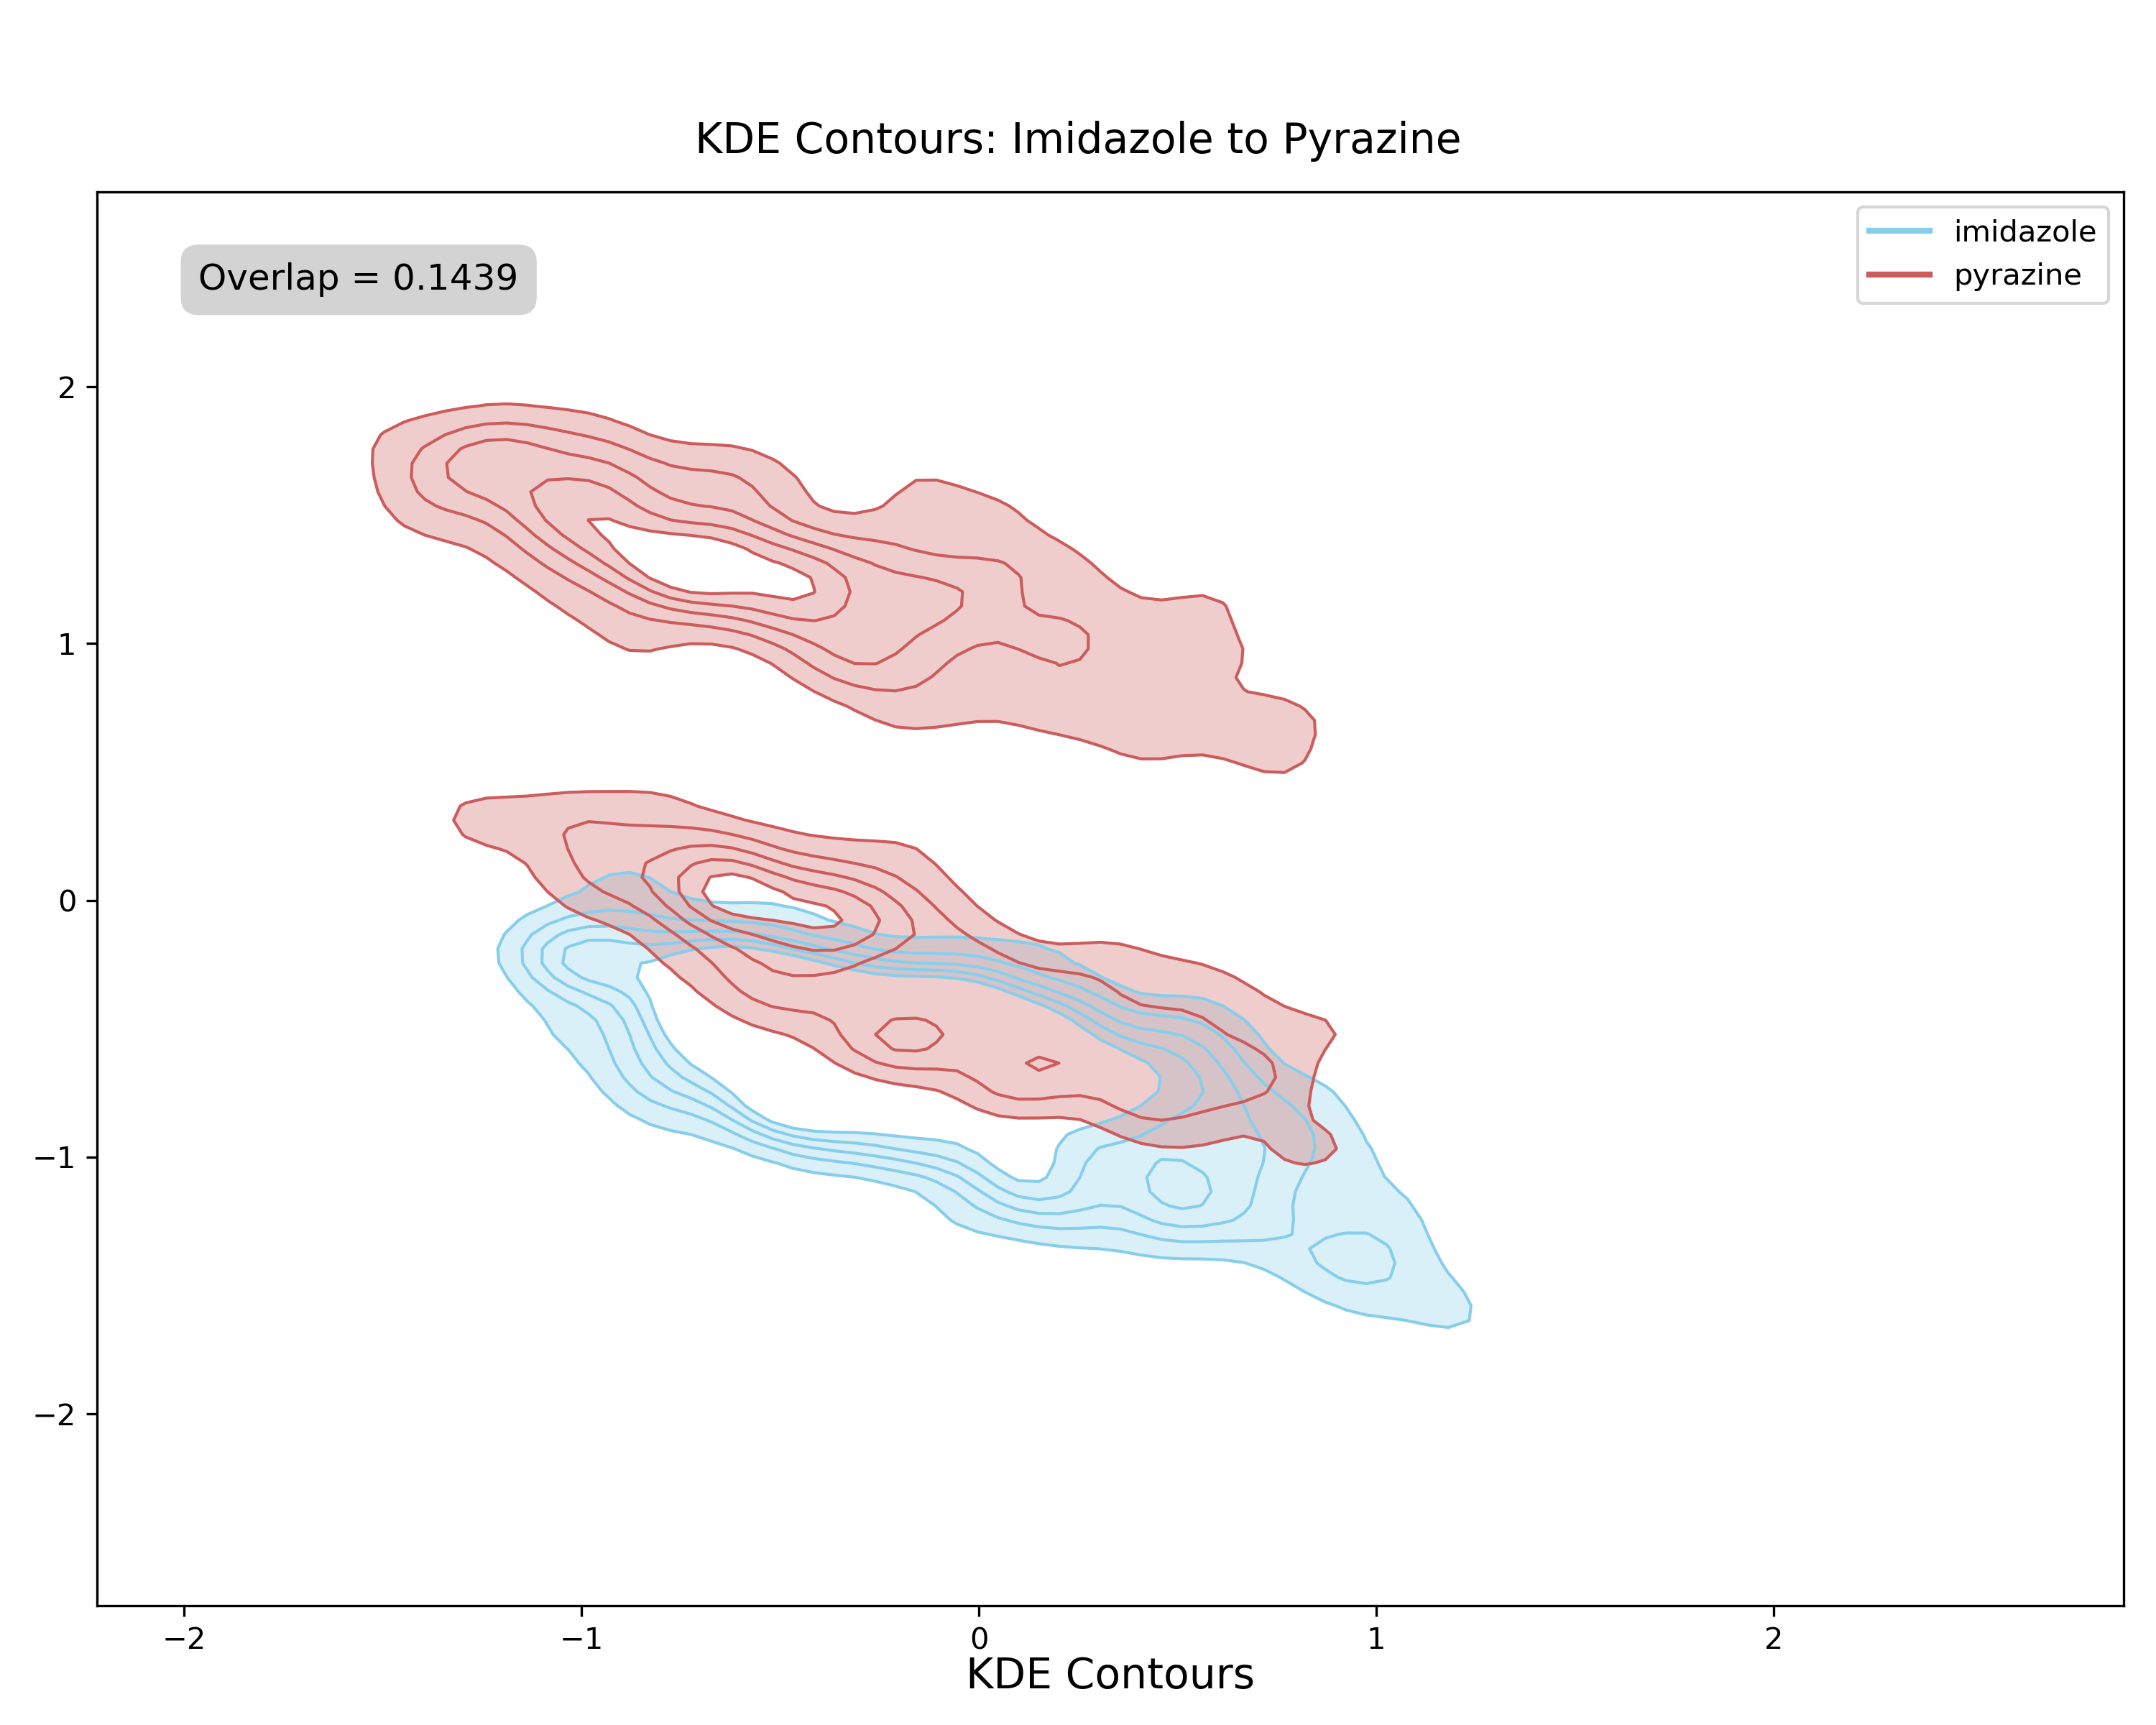 KDE Contours: Imidazole to Pyrazine
Overlap = 0.1439
imidazole
pyrazine
2
1
0
−1
−2
−2
−1
0
1
2
KDE Contours